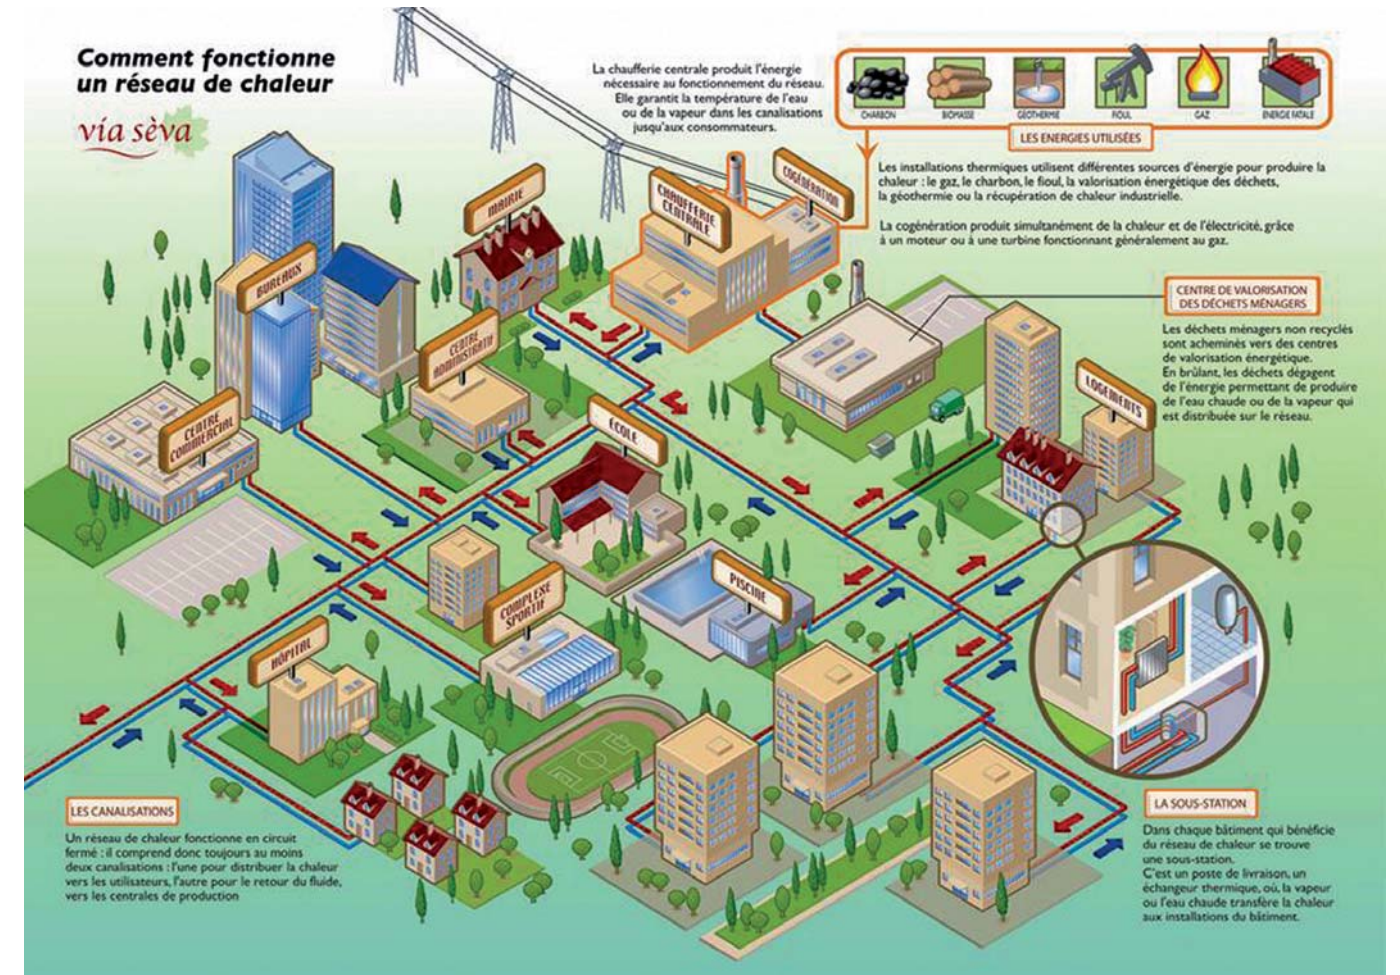 Comment fonctionne
un réseau de chaleur
vía sèva
La chaufferie centrale produit l'énergie
nécessaire au fonctionnement du réseau.
Elle garantit la température de l'eau
ou de la vapeur dans les canalisations
jusqu'aux consommateurs.
CHARBON
BIOMASSE
GÉOTHERMIE
FIOUL
GAZ
ENERGIE FATALE
LES ENERGIES UTILISÉES
Les installations thermiques utilisent différentes sources d'énergie pour produire la
chaleur : le gaz, le charbon, le fioul, la valorisation énergétique des déchets,
la géothermie ou la récupération de chaleur industrielle.
La cogénération produit simultanément de la chaleur et de l'électricité, grâce
à un moteur ou à une turbine fonctionnant généralement au gaz.
MAIRIE
CHAUFFERIE
CENTRALE
COGÉNÉRATION
BUREAUX
CENTRE DE VALORISATION
DES DÉCHETS MÉNAGERS
Les déchets ménagers non recyclés
sont acheminés vers des centres
de valorisation énergétique.
En brûlant, les déchets dégagent
de l'énergie permettant de produire
de l'eau chaude ou de la vapeur qui
est distribuée sur le réseau.
CENTRE
ADMINISTRATIF
LOGEMENTS
CENTRE
COMMERCIAL
ECOLE
PISCINE
COMPLEXE
SPORTIF
HÔPITAL
LES CANALISATIONS
Un réseau de chaleur fonctionne en circuit
fermé : il comprend donc toujours au moins
deux canalisations : l'une pour distribuer la chaleur
vers les utilisateurs, l'autre pour le retour du fluide,
vers les centrales de production
LA SOUS-STATION
Dans chaque bâtiment qui bénéficie
du réseau de chaleur se trouve
une sous-station.
C'est un poste de livraison, un
échangeur thermique, où, la vapeur
ou l'eau chaude transfère la chaleur
aux installations du bâtiment.